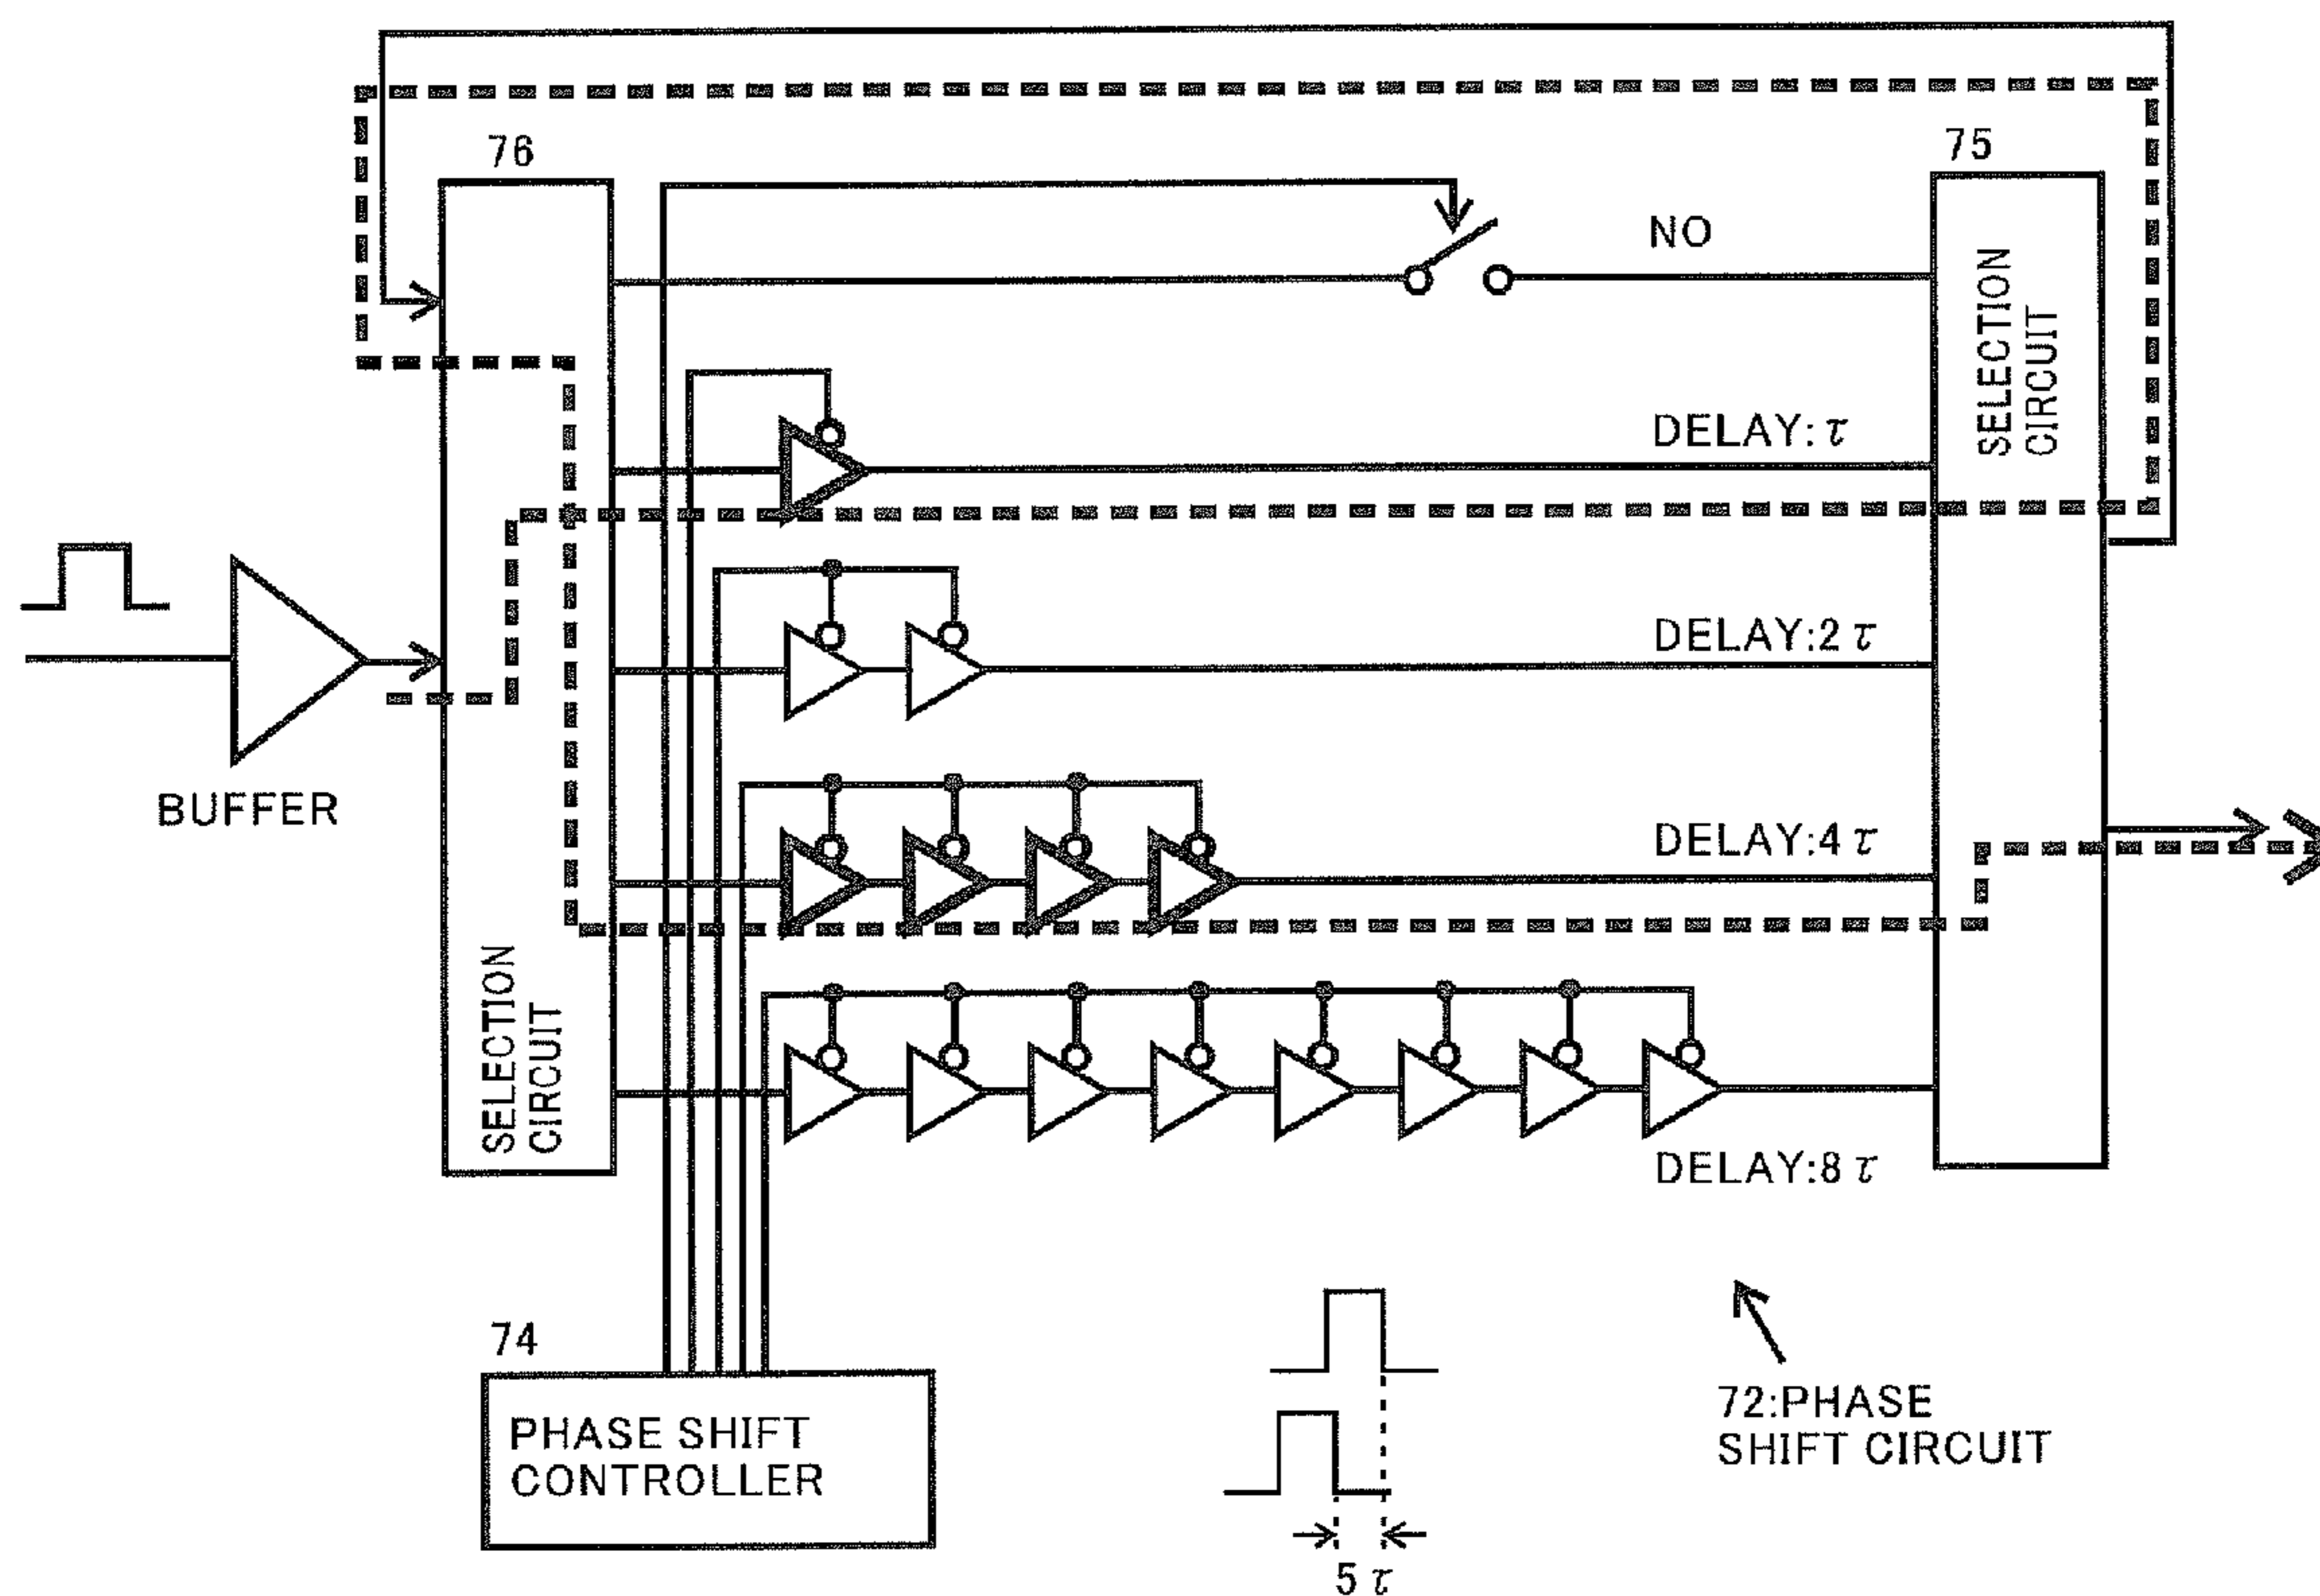 76
75
NO
SELECTION
CIRCUIT
DELAY: τ
DELAY:2 τ
BUFFER
DELAY:4 τ
SELECTION
CIRCUIT
DELAY:8 τ
74
PHASE SHIFT
CONTROLLER
72:PHASE
SHIFT CIRCUIT
5 τ